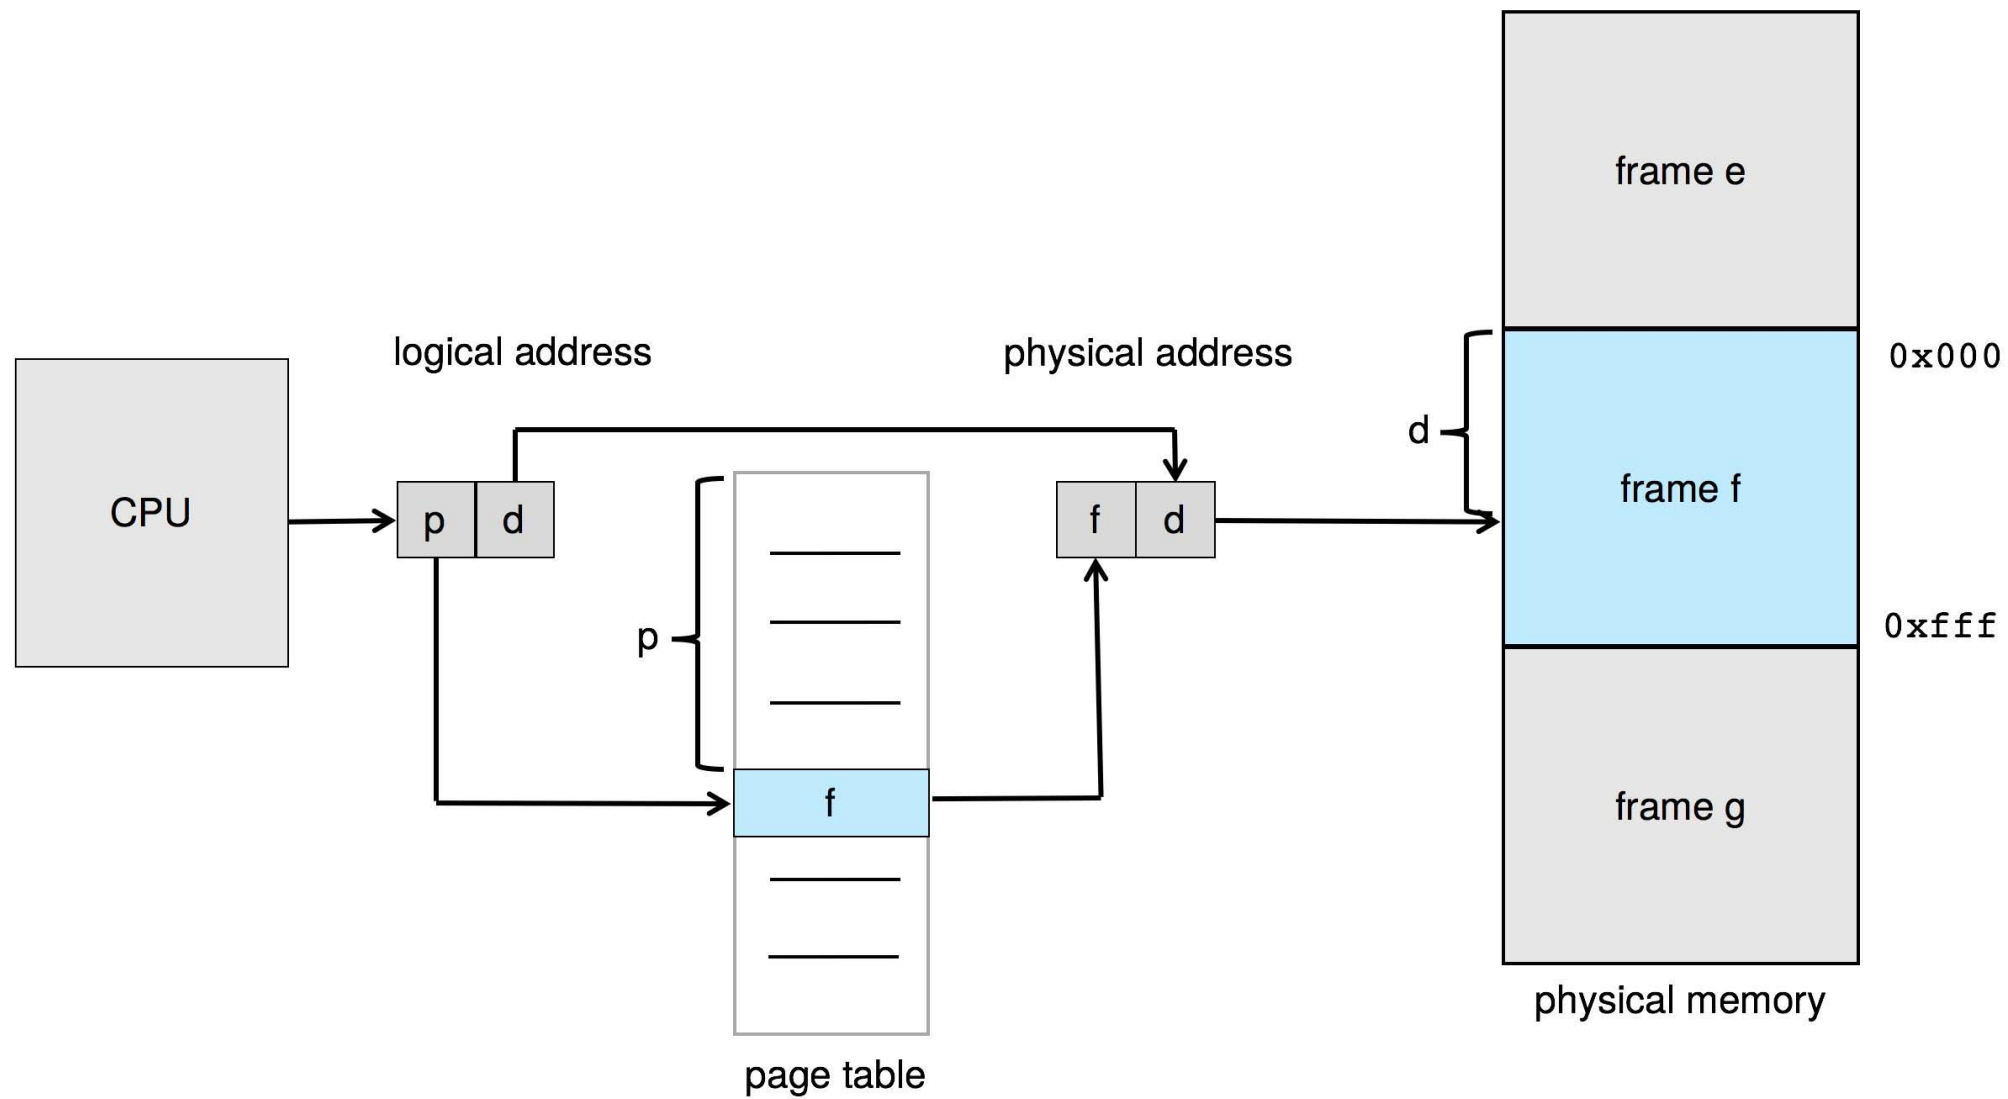 frame e
logical address
physical address
0x000
d
CPU
p d
f d
frame f
p
0xfff
f
frame g
physical memory
page table